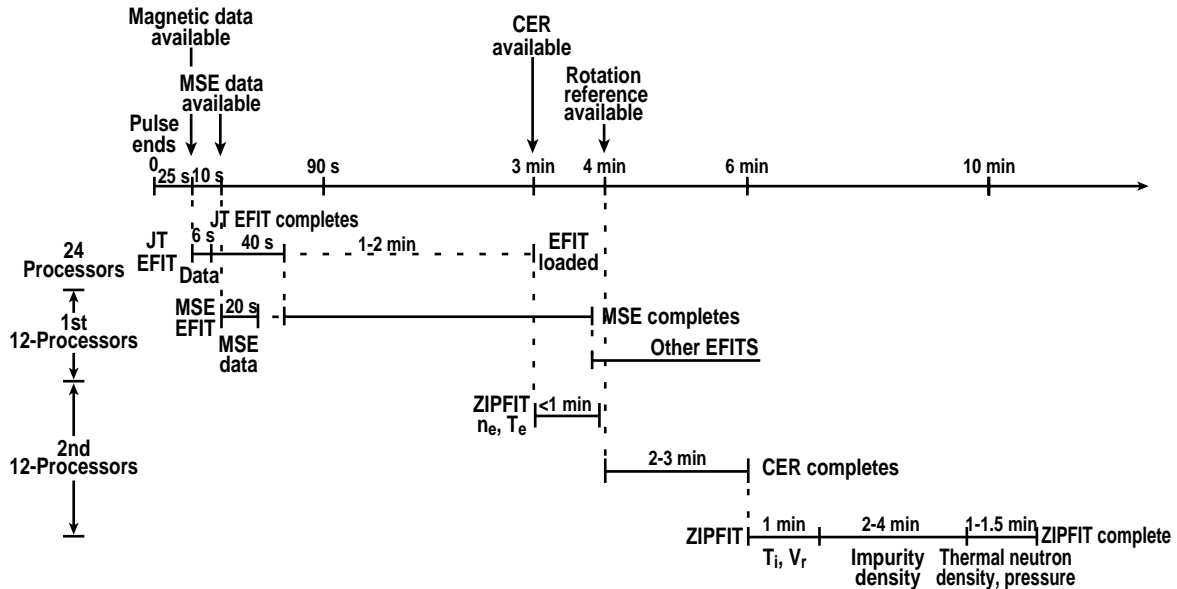 Magnetic data
available
MSE data
available
CER
available
Rotation
reference
available
Pulse
ends
0
25 s
10 s
90 s
3 min
4 min
6 min
10 min
JT EFIT completes
24
Processors
JT
EFIT
6 s
Data
40 s
1-2 min
EFIT
loaded
1st
12-Processors
MSE
EFIT
20 s
MSE
data
MSE completes
Other EFITS
ZIPFIT
ne, Te
<1 min
2nd
12-Processors
2-3 min
CER completes
ZIPFIT
1 min
Ti, Vr
2-4 min
Impurity
density
1-1.5 min
Thermal neutron
density, pressure
ZIPFIT complete